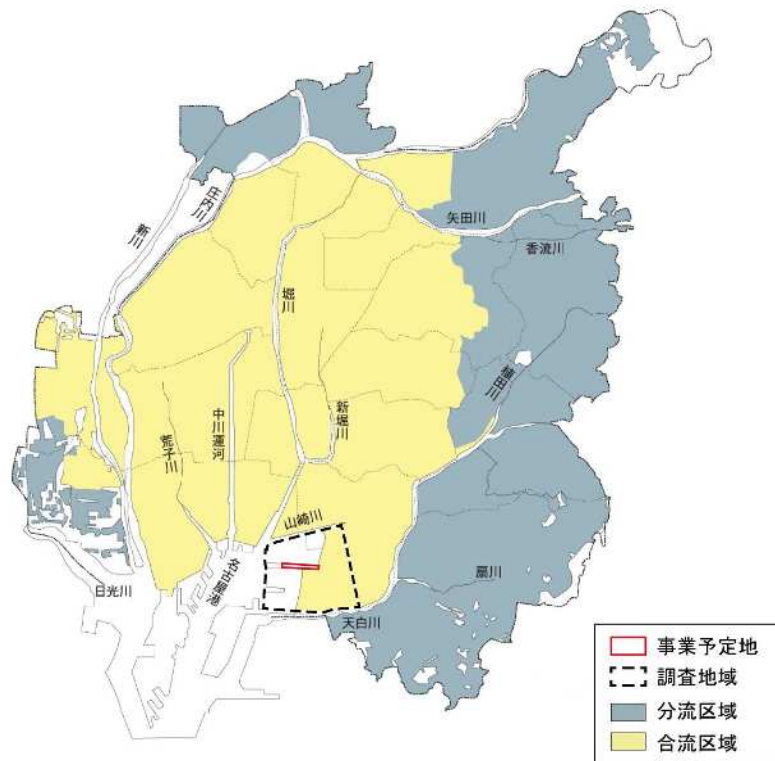 矢田川
香流川
庄内川
新川
堀川
植田川
新堀川
中川運河
荒子川
山崎川
名古屋港
扇川
日光川
天白川
事業予定地
調査地域
分流区域
合流区域